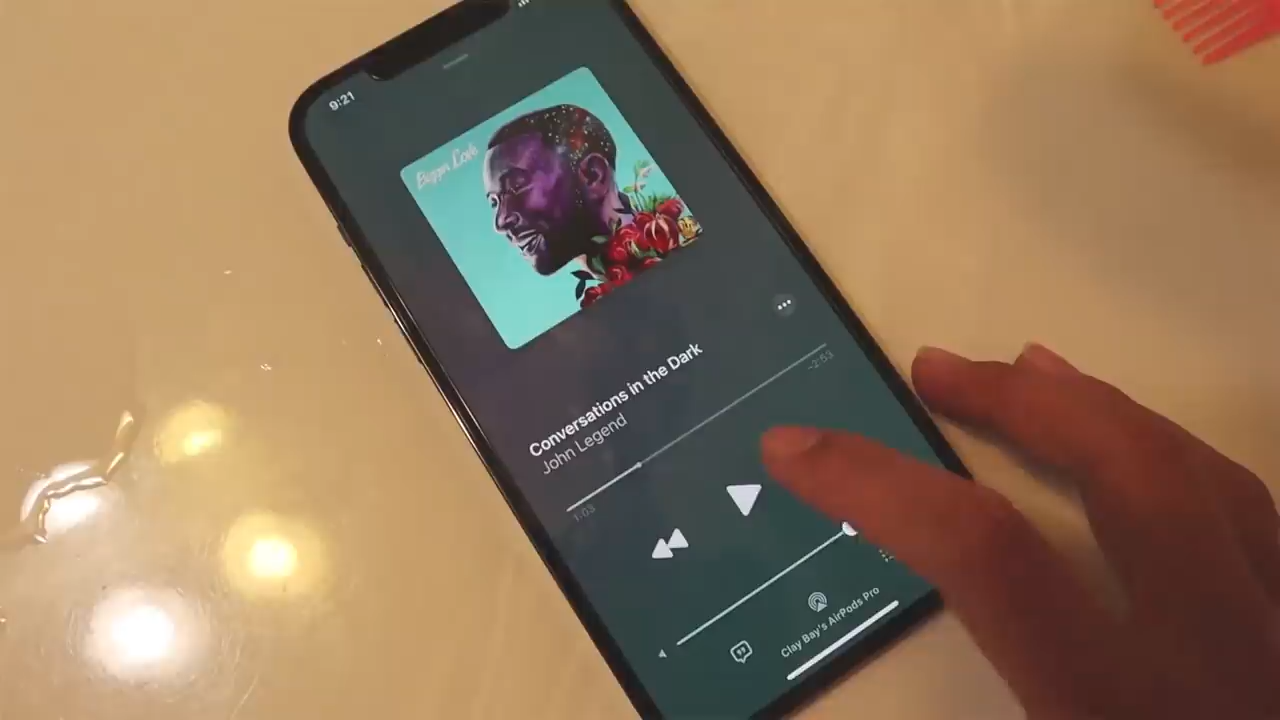 9:21
Bigger Love
Conversations in the Dark
John Legend
1:03
-2:53
Clay Bay's AirPods Pro